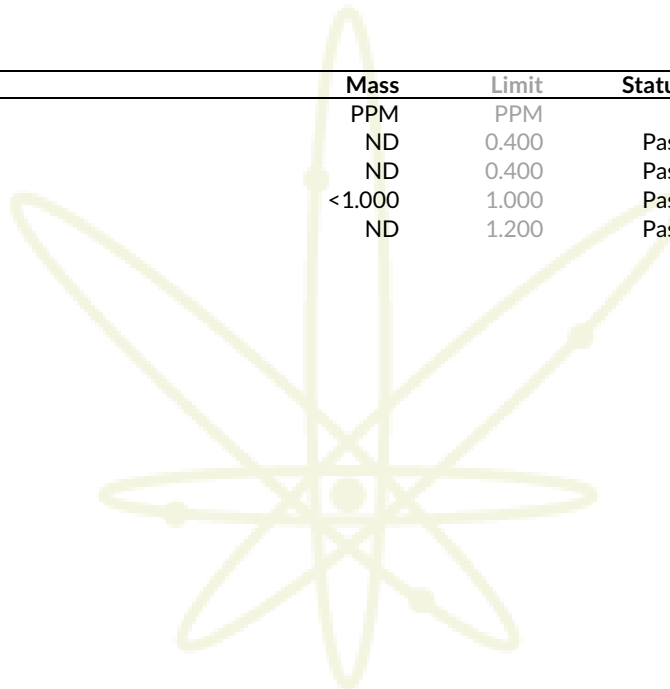 Mass Limit Statu
PPM PPM
ND 0.400 Pas
ND 0.400 Pas
<1.000 1.000 Pas
ND 1.200 Pas